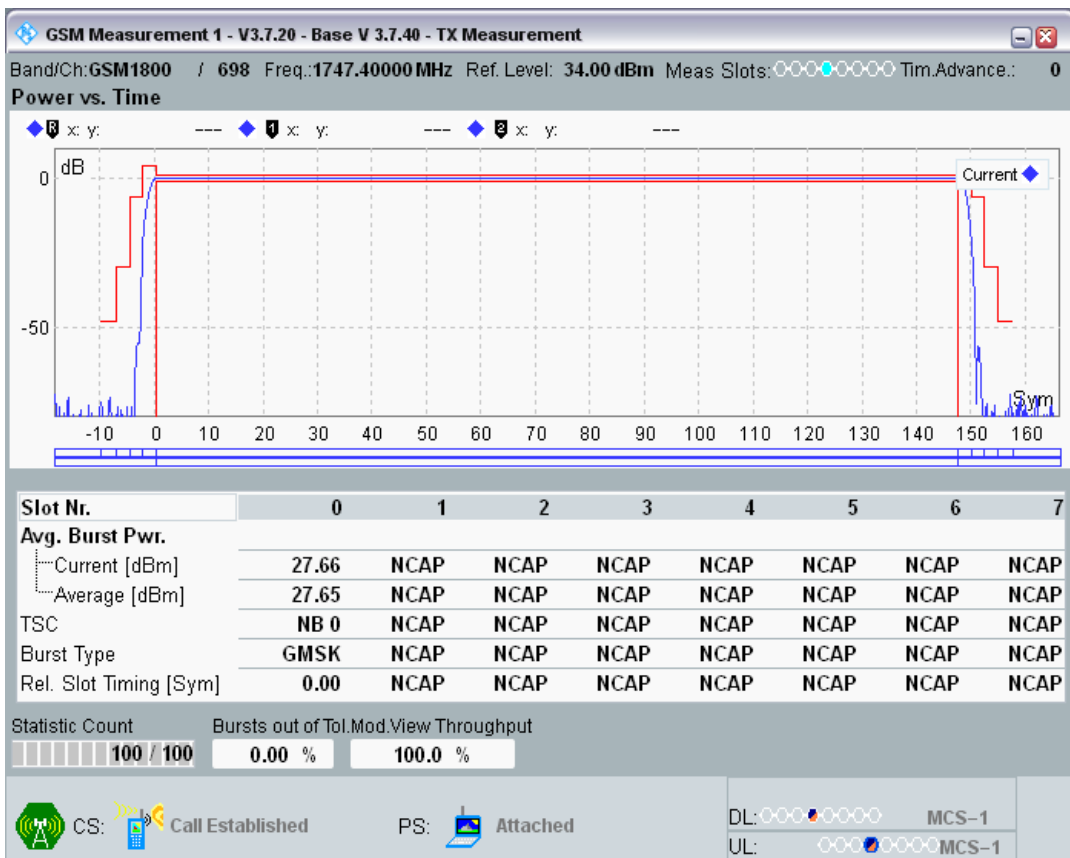 GSM Measurement 1 - V3.7.20 - Base V 3.7.40 - TX Measurement
Band/Ch:GSM1800 / 698 Freq.:1747.40000 MHz Ref. Level: 34.00 dBm Meas Slots: Tim.Advance.: 0
Power vs. Time
R x: y: --- 1 x: y: --- 2 x: y: ---
dB
Current
0
-50
Sym
-10 0 10 20 30 40 50 60 70 80 90 100 110 120 130 140 150 160
Slot Nr. 0 1 2 3 4 5 6 7
Avg. Burst Pwr.
Current [dBm] 27.66 NCAP NCAP NCAP NCAP NCAP NCAP NCAP
Average [dBm] 27.65 NCAP NCAP NCAP NCAP NCAP NCAP NCAP
TSC NB 0 NCAP NCAP NCAP NCAP NCAP NCAP NCAP
Burst Type GMSK NCAP NCAP NCAP NCAP NCAP NCAP NCAP
Rel. Slot Timing [Sym] 0.00 NCAP NCAP NCAP NCAP NCAP NCAP NCAP
Statistic Count Bursts out of Tol.Mod.View Throughput
100 / 100 0.00 % 100.0 %
CS: Call Established PS: Attached
DL: MCS-1
UL: MCS-1